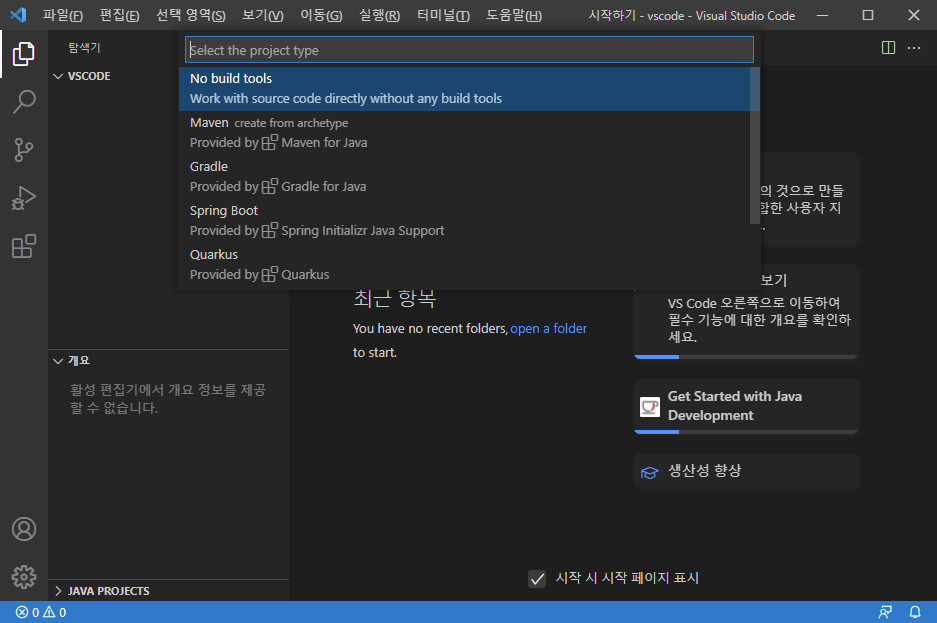 파일(F) 편집(E) 선택 영역(S) 보기(V) 이동(G) 실행(R) 터미널(T) 도움말(H) 시작하기 - vscode - Visual Studio Code
탐색기
VSCODE
Select the project type
No build tools
Work with source code directly without any build tools
Maven create from archetype
Provided by Maven for Java
Gradle
Provided by Gradle for Java
Spring Boot
Provided by Spring Initializr Java Support
Quarkus
Provided by Quarkus
의 것으로 만들
합한 사용자 지
보기
VS Code 오른쪽으로 이동하여
필수 기능에 대한 개요를 확인하
세요.
최근 항목
You have no recent folders, open a folder
to start.
Get Started with Java
Development
생산성 향상
개요
활성 편집기에서 개요 정보를 제공
할 수 없습니다.
시작 시 시작 페이지 표시
JAVA PROJECTS
0 0